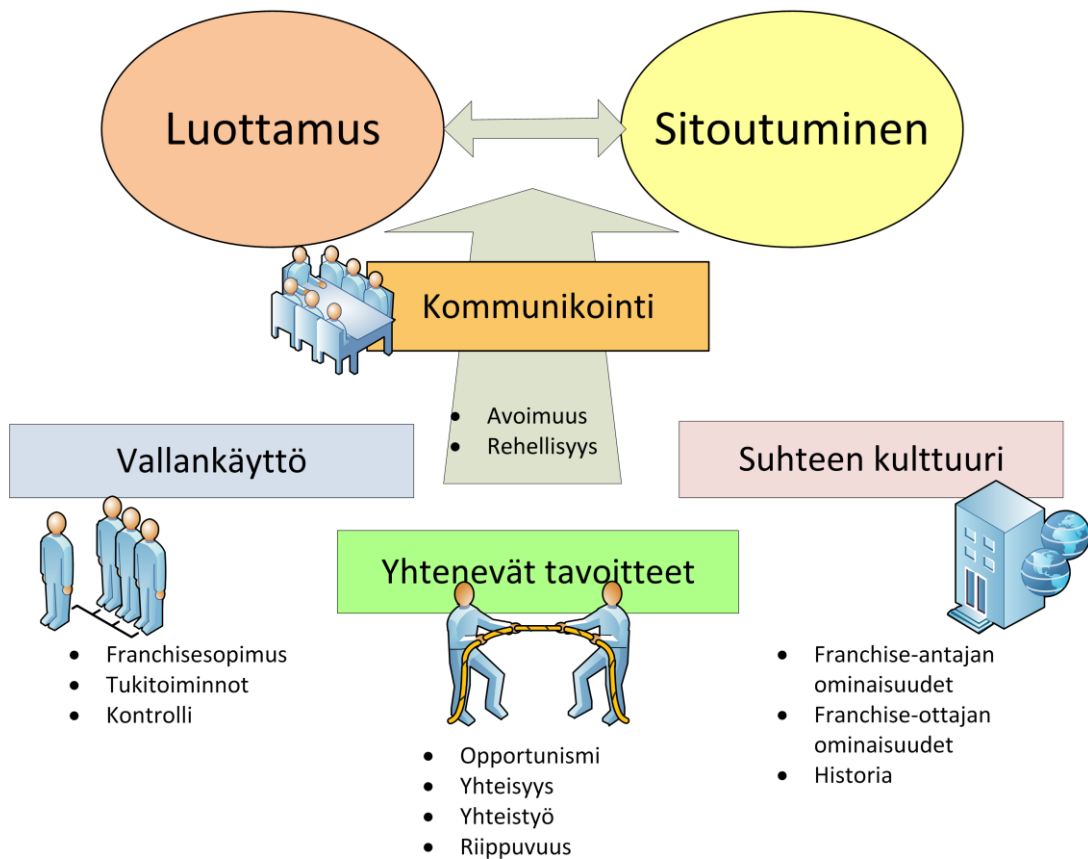 Luottamus
Sitoutuminen
Kommunikointi
• Avoimuus
• Rehellisyys
Vallankäyttö
• Franchisesopimus
• Tukitoiminnot
• Kontrolli
Yhtenevät tavoitteet
• Opportunismi
• Yhteisyys
• Yhteistyö
• Riippuvuus
Suhteen kulttuuri
• Franchise-antajan
ominaisuudet
• Franchise-ottajan
ominaisuudet
• Historia